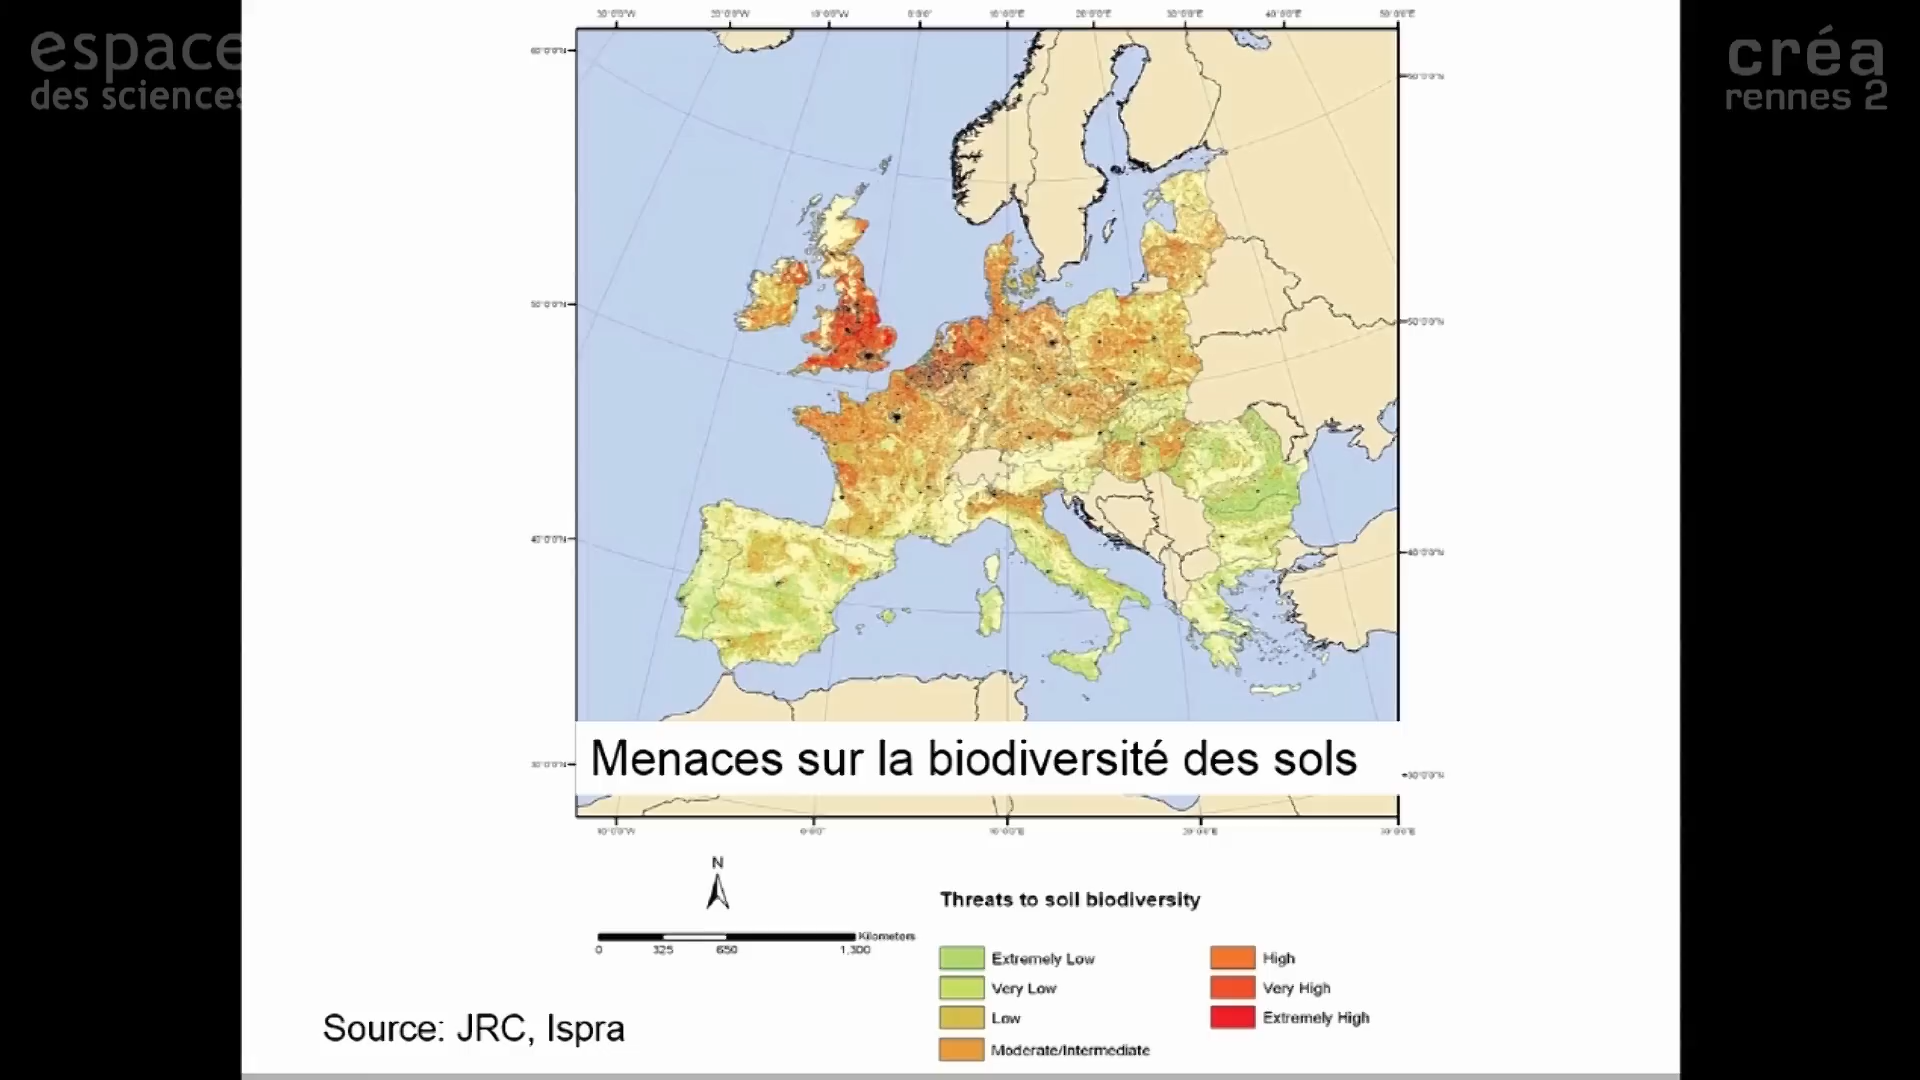 espace
des sciences
créa
rennes 2
Menaces sur la biodiversité des sols
N
Kilometers
0 325 650 1,300
Threats to soil biodiversity
Extremely Low
Very Low
Low
Moderate/Intermediate
High
Very High
Extremely High
Source: JRC, Ispra